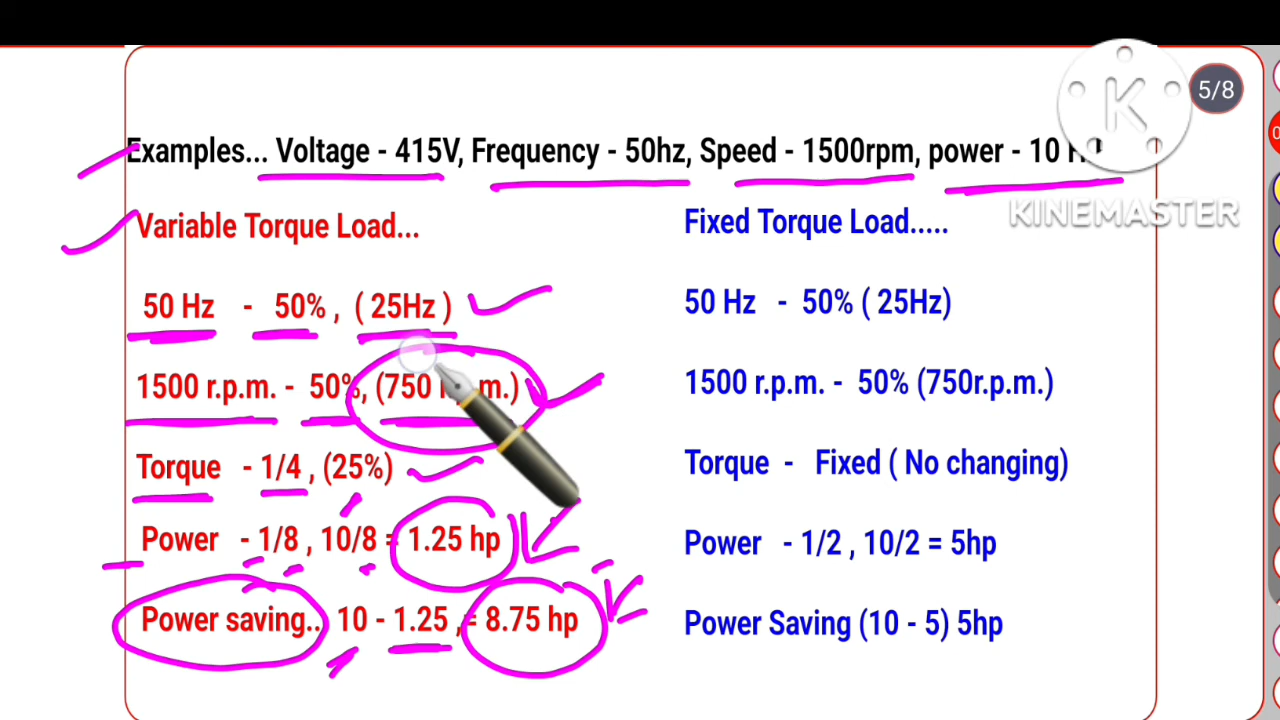 5/8
Examples... Voltage - 415V, Frequency - 50hz, Speed - 1500rpm, power - 10
K
KINEMASTER
Variable Torque Load...
50 Hz - 50% , ( 25Hz )
1500 r.p.m. - 50%, (750 r.p.m.)
Torque - 1/4 , (25%)
Power - 1/8 , 10/8 = 1.25 hp
Power saving.. 10 - 1.25 ,= 8.75 hp
Fixed Torque Load.....
50 Hz - 50% ( 25Hz)
1500 r.p.m. - 50% (750r.p.m.)
Torque - Fixed ( No changing)
Power - 1/2 , 10/2 = 5hp
Power Saving (10 - 5) 5hp